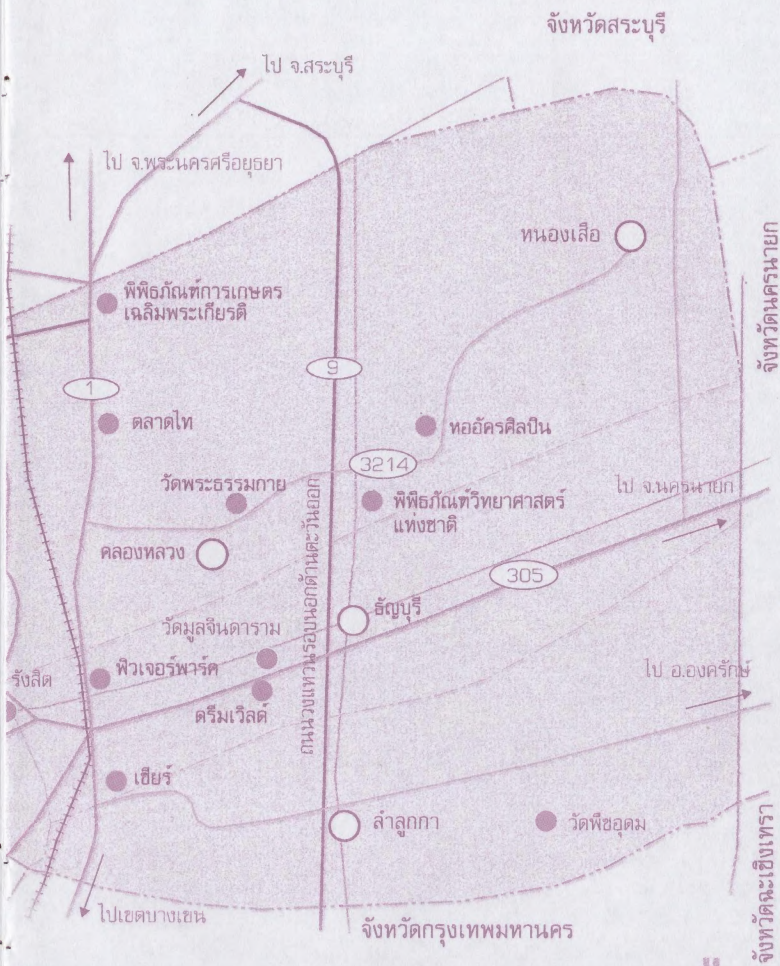 จังหวัดสระบุรี
ไป จ.สระบุรี
ไป จ.พระนครศรีอยุธยา
หนองเสือ
จังหวัดนครนายก
พิพิธภัณฑ์การเกษตร
เฉลิมพระเกียรติ
9
1
ตลาดไท
หออัครศิลปิน
3214
วัดพระธรรมกาย
ไป จ.นครนายก
พิพิธภัณฑ์วิทยาศาสตร์
แห่งชาติ
คลองหลวง
305
ถนนวงแหวนรอบนอกด้านตะวันออก
ธัญบุรี
วัดมูลจินดาราม
ฟิวเจอร์พาร์ค
รังสิต
ไป อ.องครักษ์
ดรีมเวิลด์
เซียร์
ลำลูกกา
วัดพืชอุดม
จังหวัดฉะเชิงเทรา
ไปเขตบางเขน
จังหวัดกรุงเทพมหานคร